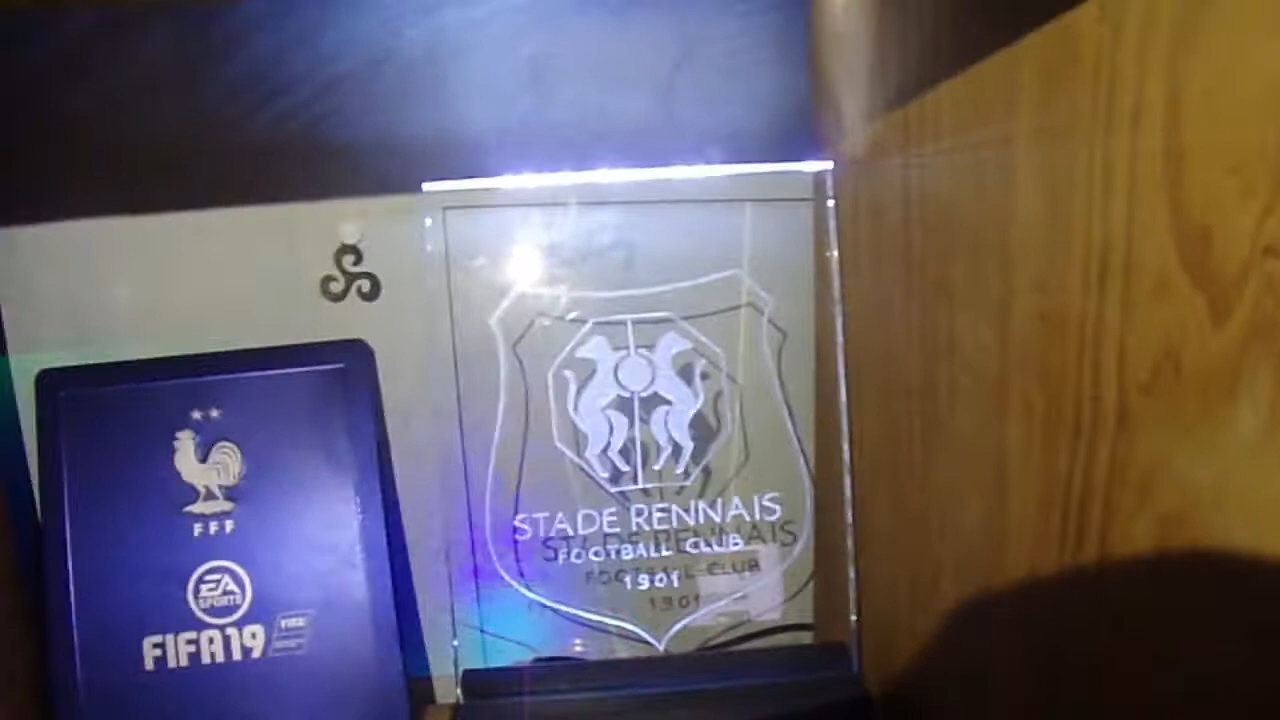 FFF
EA
SPORTS
FIFA19
STADE RENNAIS
FOOTBALL CLUB
1901